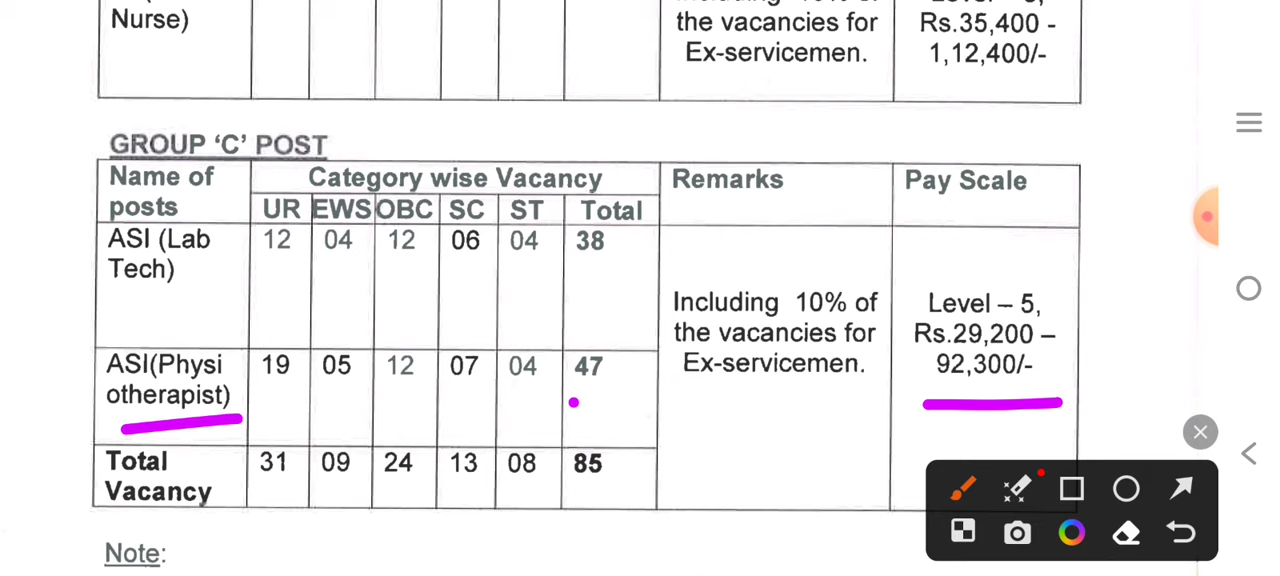 Nurse)
the vacancies for
Ex-servicemen.
Rs.35,400 -
1,12,400/-
GROUP ‘C’ POST
Name of posts
Category wise Vacancy
Remarks
Pay Scale
UR EWS OBC SC ST Total
ASI (Lab Tech)
12 04 12 06 04 38
Including 10% of
the vacancies for
Ex-servicemen.
Level – 5,
Rs.29,200 –
92,300/-
ASI(Physi
otherapist)
19 05 12 07 04 47
Total
Vacancy
31 09 24 13 08 85
Note: